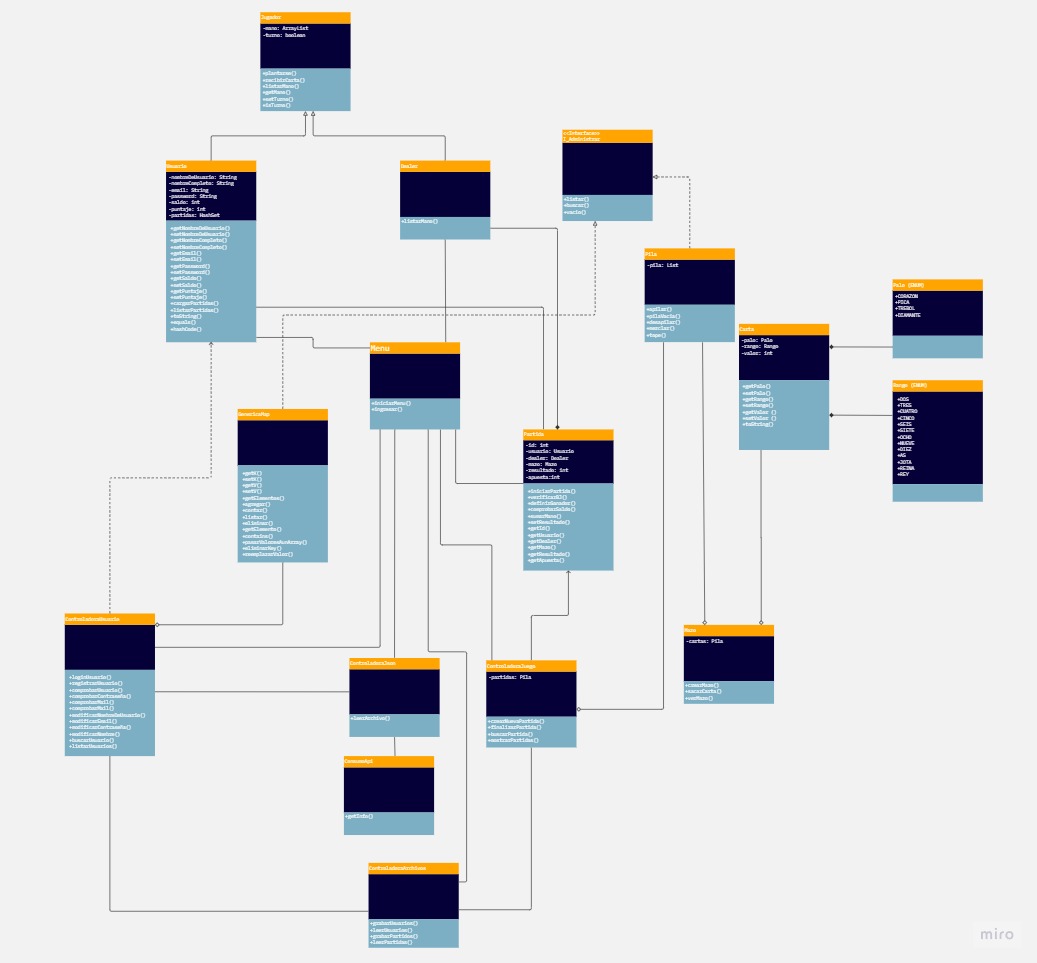 Jugador
-mano: ArrayList
-turno: boolean
+plantarse()
+recibirCarta()
+listarMano()
+getMano()
+setTurno()
+isTurno()
Usuario
-nombreDeUsuario: String
-nombreCompleto: String
-email: String
-password: String
-saldo: int
-puntaje: int
-partidas: HashSet
+getNombreDeUsuario()
+setNombreDeUsuario()
+getNombreCompleto()
+setNombreCompleto()
+getEmail()
+setEmail()
+getPassword()
+setPassword()
+getSaldo()
+setSaldo()
+getPuntaje()
+setPuntaje()
+cargarPartidas()
+listarPartidas()
+toString()
+equals()
+hashCode()
Dealer
+listarMano()
<<Interface>>
I_Administrar
+listar()
+buscar()
+vacio()
Pila
-pila: List
+apilar()
+pilaVacia()
+desapilar()
+mezclar()
+tope()
Carta
-palo: Palo
-rango: Rango
-valor: int
+getPalo()
+setPalo()
+getRango()
+setRango()
+getValor ()
+setValor ()
+toString()
Palo (ENUM)
+CORAZON
+PICA
+TREBOL
+DIAMANTE
Rango (ENUM)
+DOS
+TRES
+CUATRO
+CINCO
+SEIS
+SIETE
+OCHO
+NUEVE
+DIEZ
+AS
+JOTA
+REINA
+REY
Menu
+iniciarMenu()
+ingresar()
GenericoMap
+getK()
+setK()
+getV()
+setV()
+getElementos()
+agregar()
+contar()
+listar()
+eliminar()
+getElemento()
+contains()
+pasarValoresAunArray()
+eliminarKey()
+reemplazarValor()
Partida
-id: int
-usuario: Usuario
-dealer: Dealer
-mazo: Mazo
-resultado: int
-apuesta:int
+iniciarPartida()
+verificar21()
+definirGanador()
+comprobarSaldo()
+sumarMano()
+setResultado()
+getId()
+getUsuario()
+getDealer()
+getMazo()
+getResultado()
+getApuesta()
ControladoraUsuario
+loginUsuario()
+registrarUsuario()
+comprobarUsuario()
+comprobarContraseña()
+comprobarMail()
+comprobarMail()
+modificarNombreDeUsuario()
+modificarEmail()
+modificarContraseña()
+modificarNombre()
+buscarUsuario()
+listarUsuarios()
ControladoraJson
+leerArchivo()
ControladoraJuego
-partidas: Pila
+crearNuevaPartida()
+finalizarPartida()
+buscarPartida()
+mostrarPartidas()
Mazo
-cartas: Pila
+crearMazo()
+sacarCarta()
+verMazo()
ConsumoApi
+getInfo()
ControladoraArchivos
+grabarUsuarios()
+leerUsuarios()
+grabarPartidas()
+leerPartidas()
miro